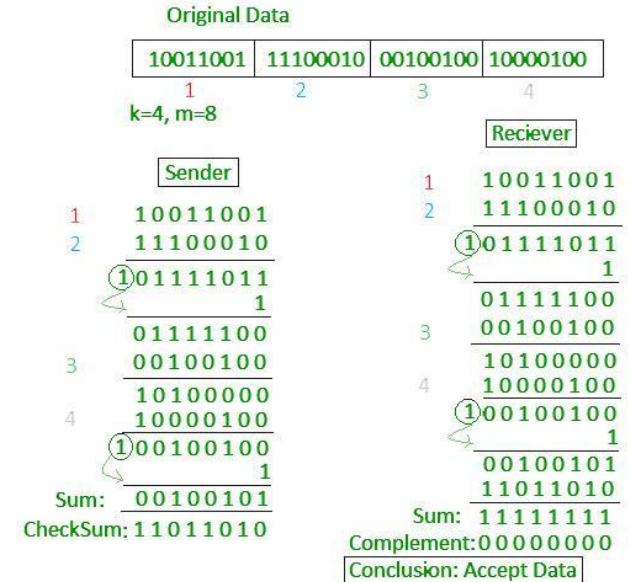 Original Data
10011001 11100010 00100100 10000100
1 2 3 4
k=4, m=8
Sender
1 10011001
2 11100010
1 01111011
1
01111100
3 00100100
10100000
4 10000100
1 00100100
1
Sum: 00100101
CheckSum: 11011010
Reciever
1 10011001
2 11100010
1 01111011
1
01111100
3 00100100
10100000
4 10000100
1 00100100
1
00100101
11011010
Sum: 11111111
Complement: 00000000
Conclusion: Accept Data